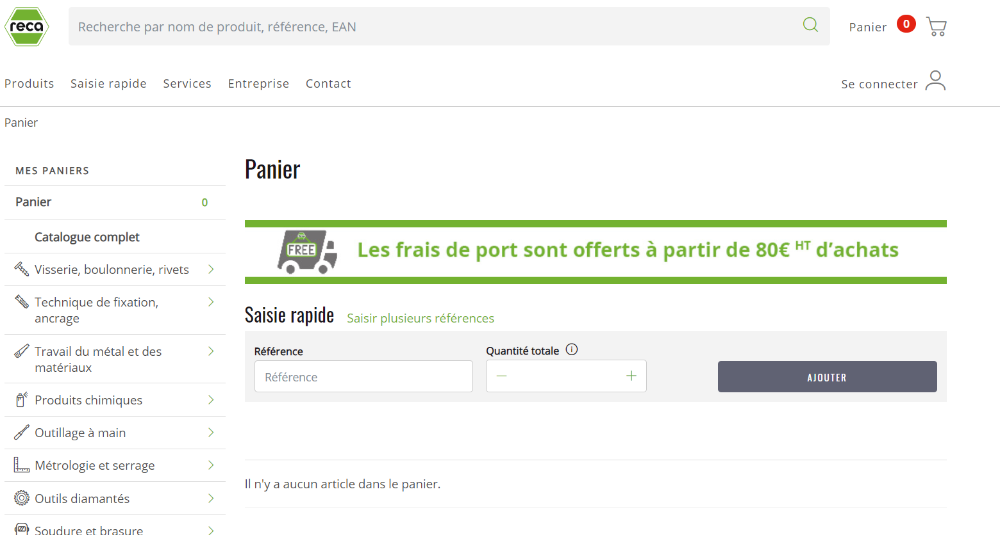 reca
Recherche par nom de produit, référence, EAN
Panier 0
Produits Saisie rapide Services Entreprise Contact
Se connecter
Panier
MES PANIERS
Panier 0
Catalogue complet
Visserie, boulonnerie, rivets
Technique de fixation,
ancrage
Travail du métal et des
matériaux
Produits chimiques
Outillage à main
Métrologie et serrage
Outils diamantés
Soudure et brasure
Panier
FREE
Les frais de port sont offerts à partir de 80€ HT d’achats
Saisie rapide Saisir plusieurs références
Référence
Référence
Quantité totale
AJOUTER
Il n'y a aucun article dans le panier.